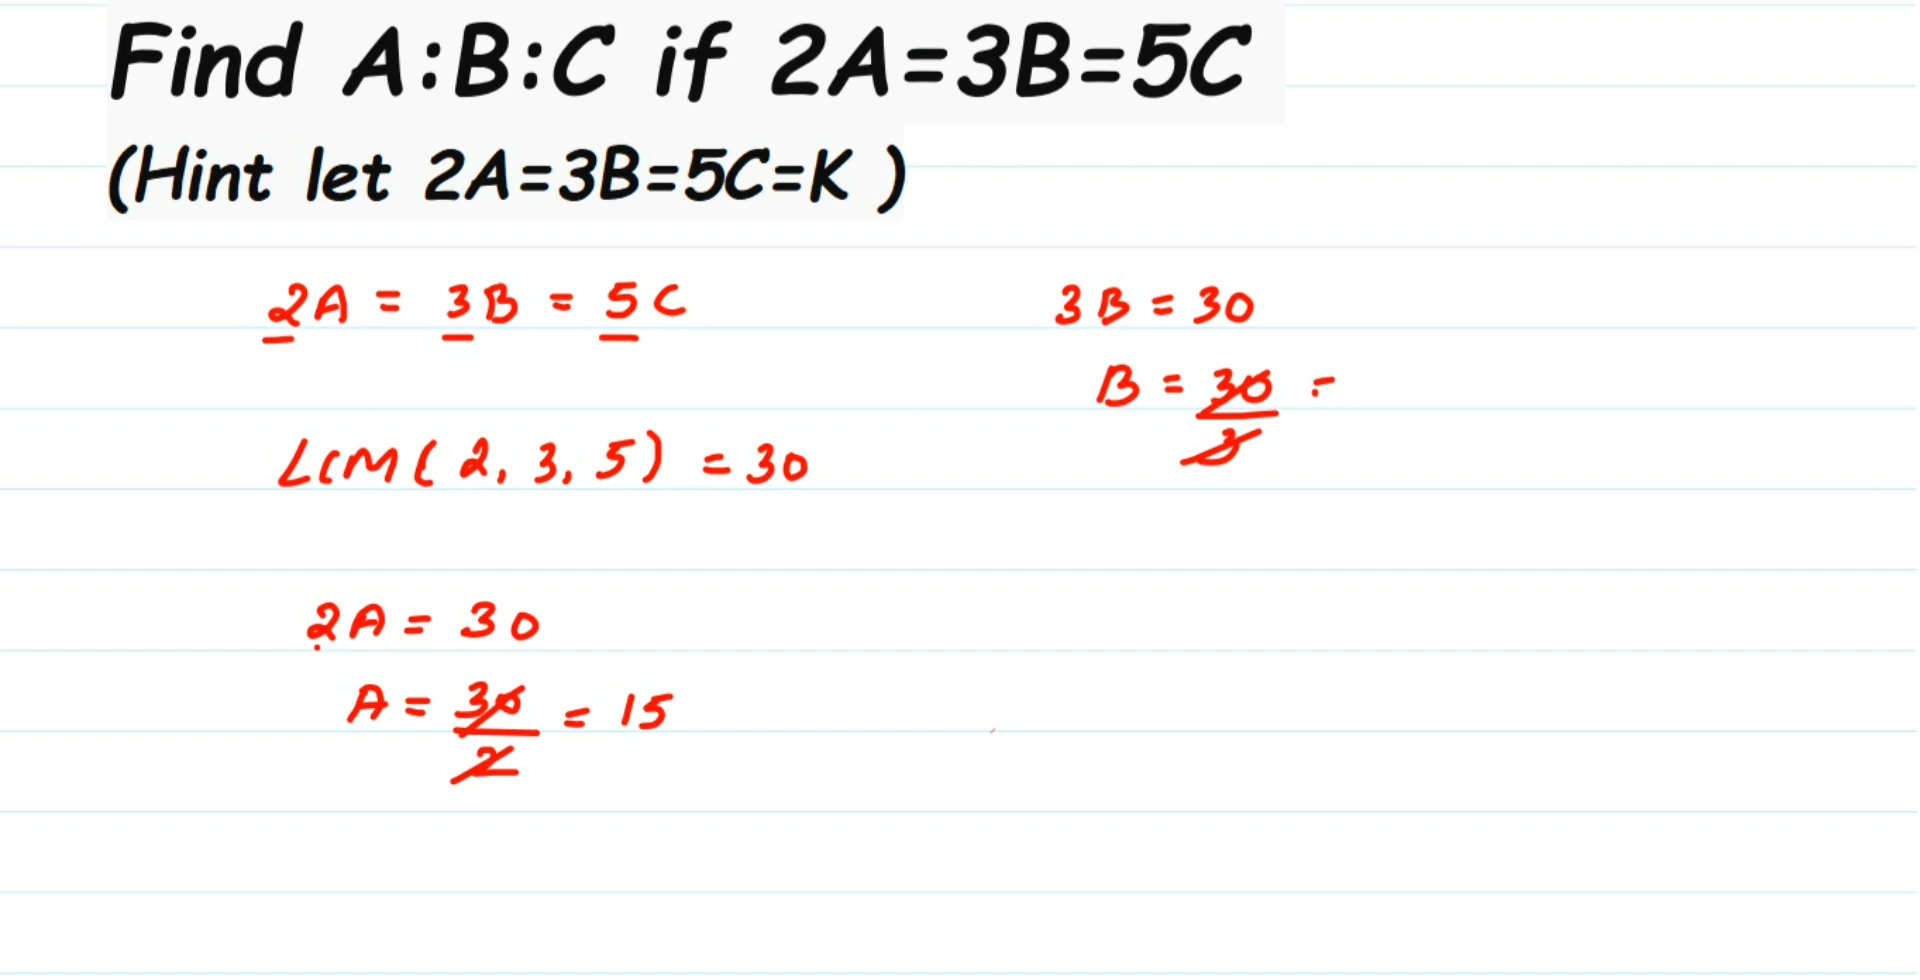 Find A:B:C if 2A=3B=5C
(Hint let 2A=3B=5C=K )
2A = 3B = 5C
LCM ( 2, 3, 5 ) = 30
2A = 30
A = 30/2 = 15
3B = 30
B = 30/3 =